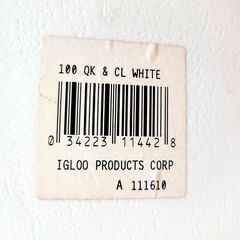 100 QK & CL WHITE
0 34223 11442 8
IGLOO PRODUCTS CORP
A 111610